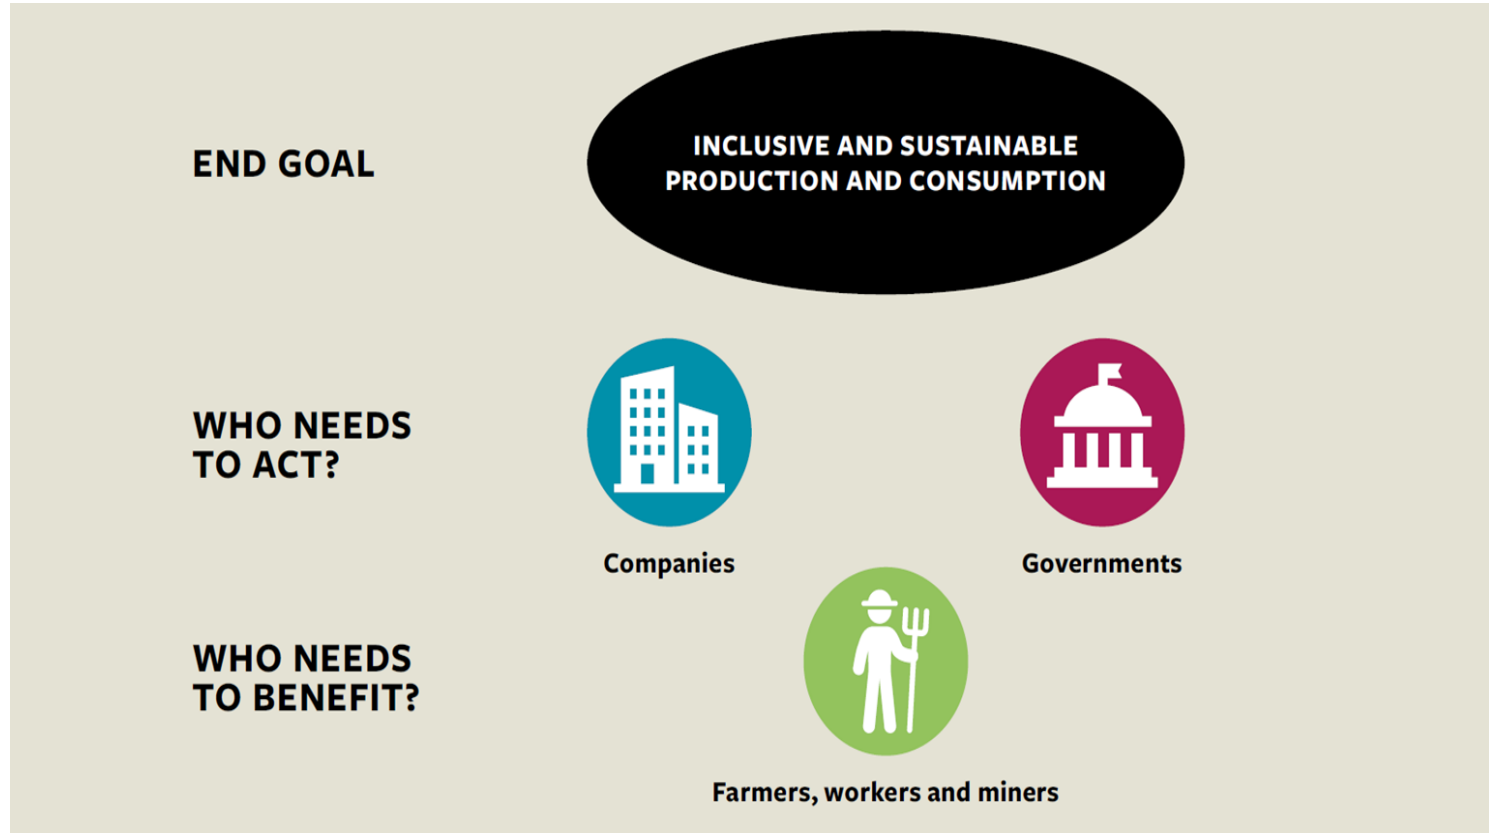 END GOAL
INCLUSIVE AND SUSTAINABLE
PRODUCTION AND CONSUMPTION
WHO NEEDS
TO ACT?
Companies
Governments
WHO NEEDS
TO BENEFIT?
Farmers, workers and miners